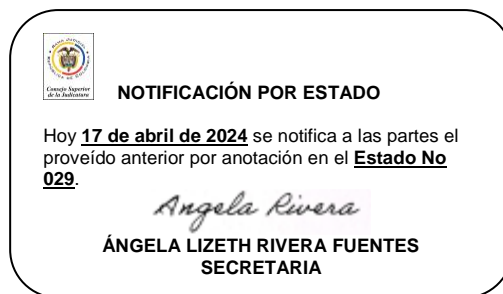 Consejo Superior
de la Judicatura
NOTIFICACIÓN POR ESTADO
Hoy 17 de abril de 2024 se notifica a las partes el
proveído anterior por anotación en el Estado No
029.
Angela Rivera
ÁNGELA LIZETH RIVERA FUENTES
SECRETARIA